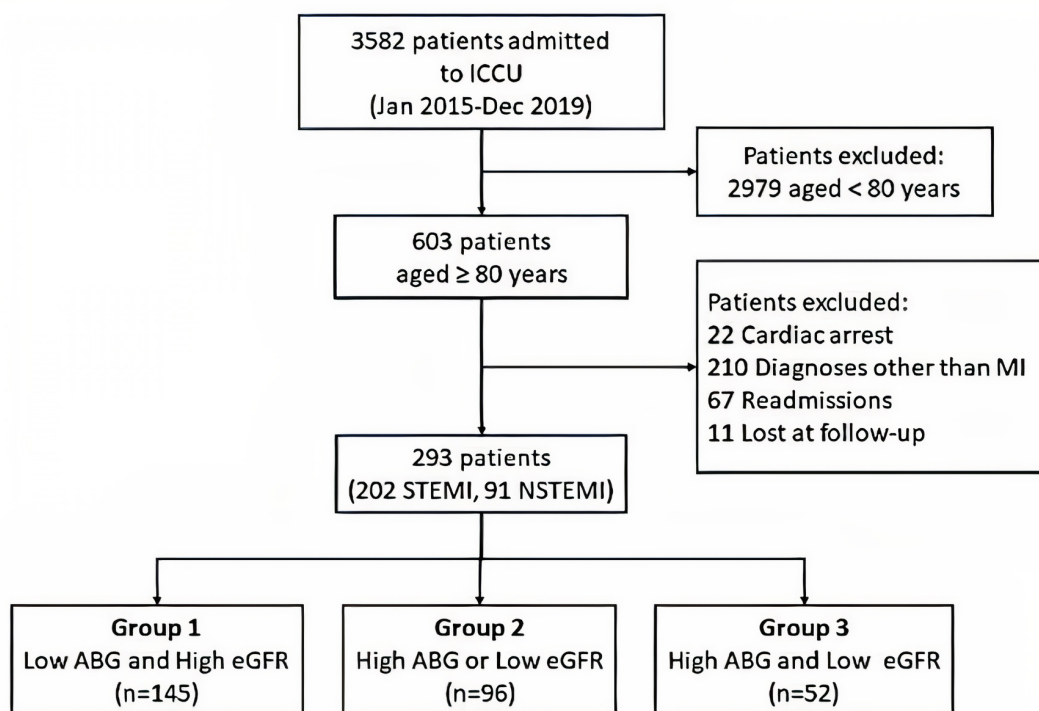 3582 patients admitted
to ICCU
(Jan 2015-Dec 2019)
Patients excluded:
2979 aged < 80 years
603 patients
aged ≥ 80 years
Patients excluded:
22 Cardiac arrest
210 Diagnoses other than MI
67 Readmissions
11 Lost at follow-up
293 patients
(202 STEMI, 91 NSTEMI)
Group 1
Low ABG and High eGFR
(n=145)
Group 2
High ABG or Low eGFR
(n=96)
Group 3
High ABG and Low eGFR
(n=52)